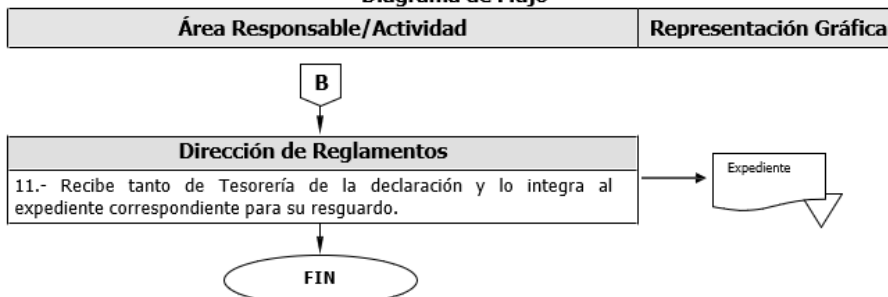 Diagrama de Flujo
Área Responsable/Actividad
Representación Gráfica
B
Dirección de Reglamentos
11.- Recibe tanto de Tesorería de la declaración y lo integra al
expediente correspondiente para su resguardo.
Expediente
FIN